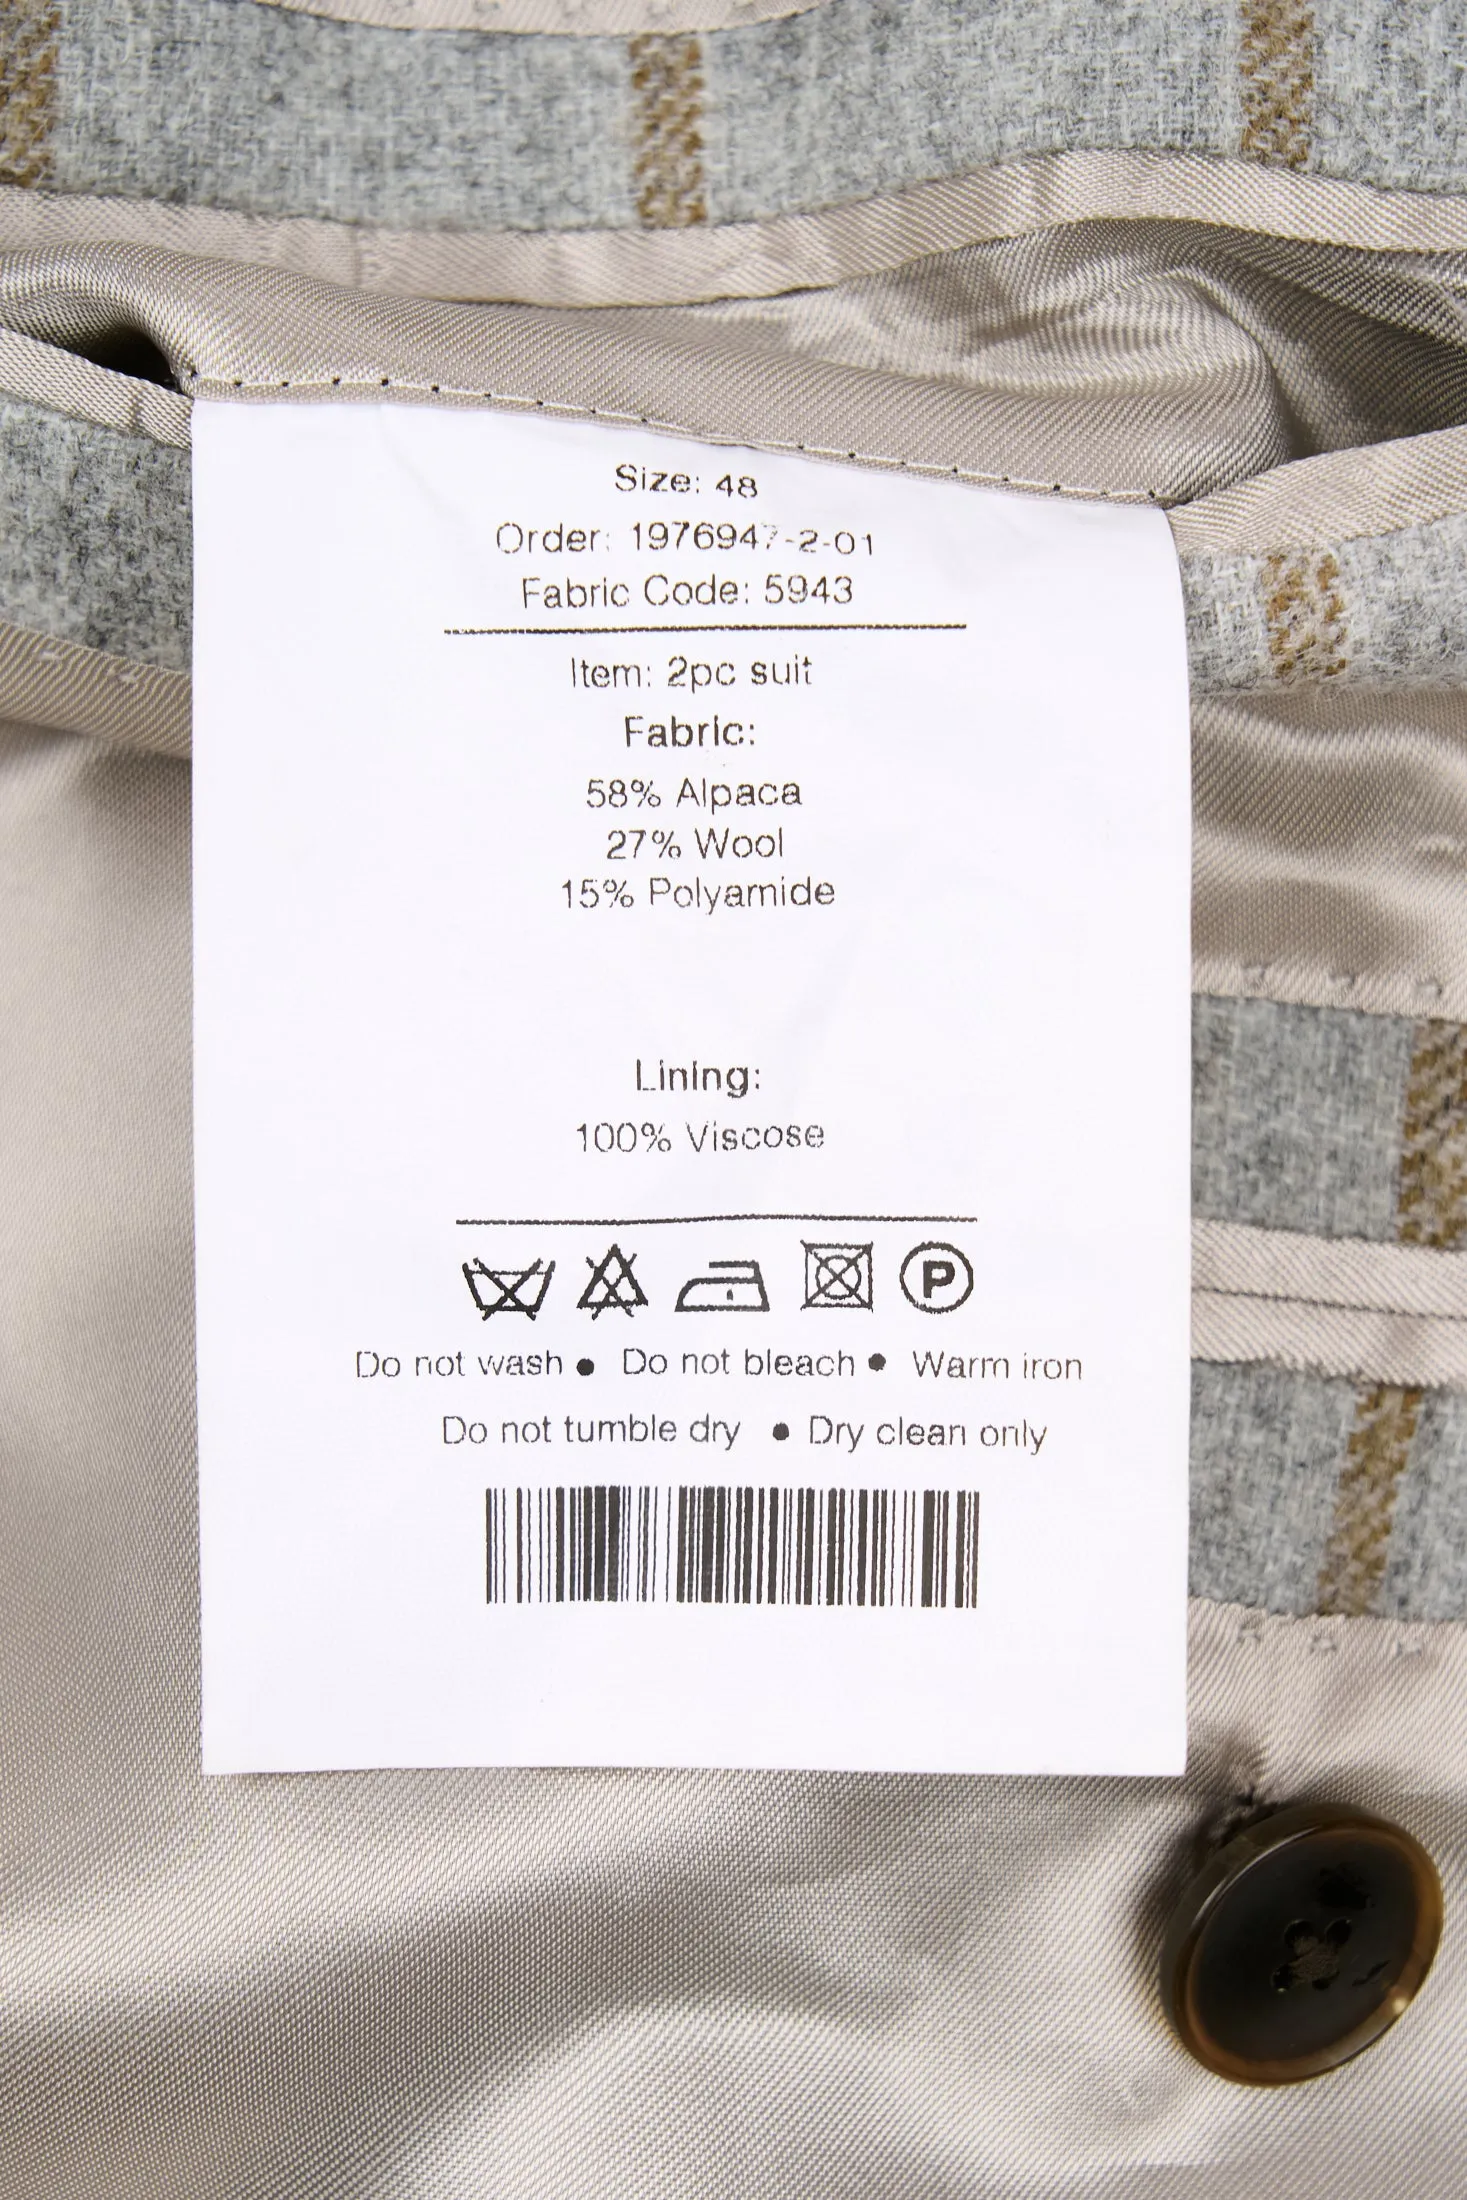 Size: 48
Order: 1976947-2-01
Fabric Code: 5943
Item: 2pc suit
Fabric:
58% Alpaca
27% Wool
15% Polyamide
Lining:
100% Viscose
P
Do not wash ● Do not bleach ● Warm iron
Do not tumble dry ● Dry clean only